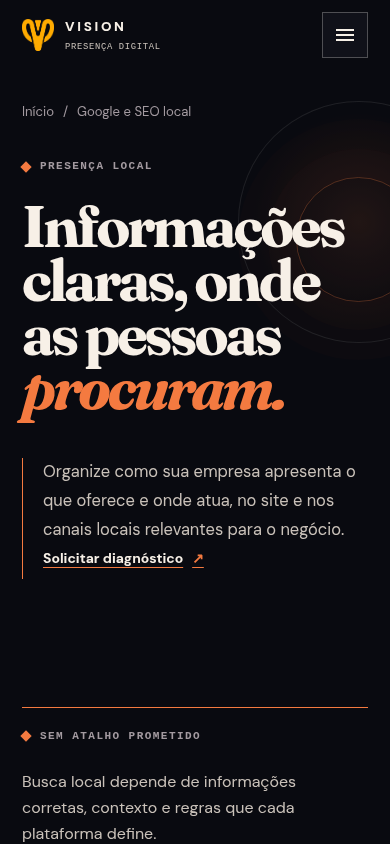 VISION
PRESENÇA DIGITAL
Início / Google e SEO local
PRESENÇA LOCAL
Informações
claras, onde
as pessoas
procuram.
Organize como sua empresa apresenta o
que oferece e onde atua, no site e nos
canais locais relevantes para o negócio.
Solicitar diagnóstico ↗
SEM ATALHO PROMETIDO
Busca local depende de informações
corretas, contexto e regras que cada
plataforma define.